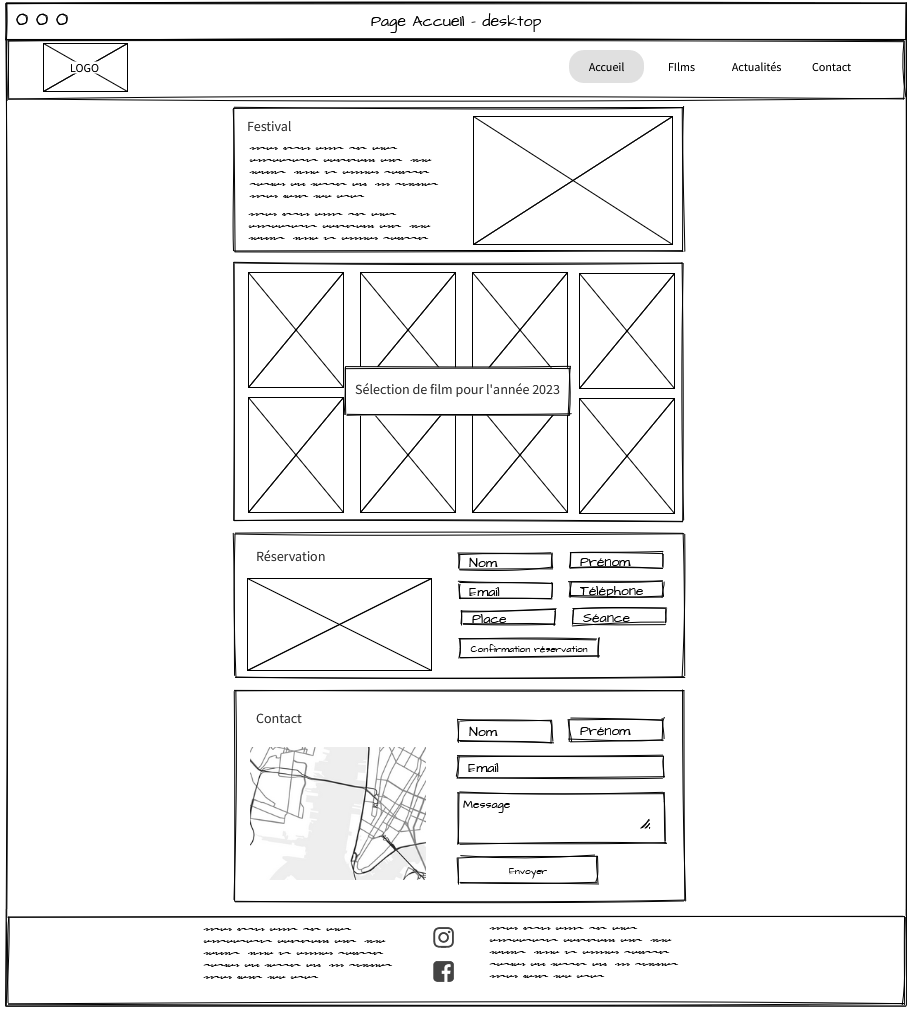 Page Accueil - desktop
LOGO
Accueil
FIlms
Actualités
Contact
Festival
Sélection de film pour l'année 2023
Réservation
Nom
Prénom
Email
Téléphone
Place
Séance
Confirmation réservation
Contact
Nom
Prénom
Email
Message
Envoyer